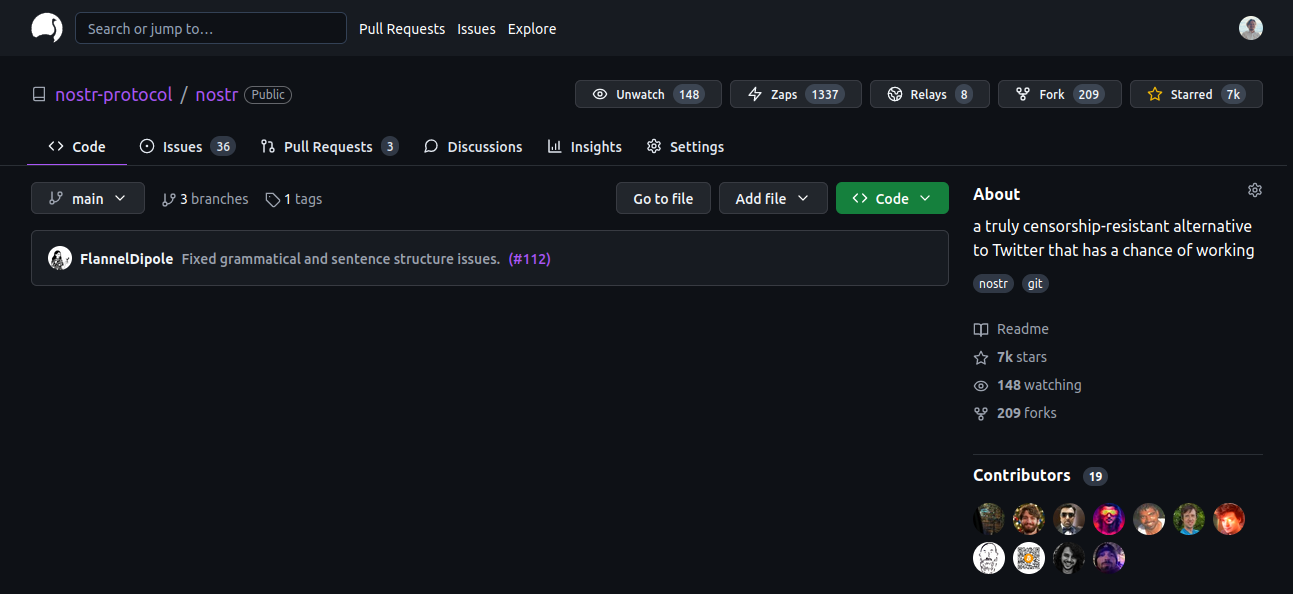 Search or jump to… Pull Requests Issues Explore
nostr-protocol / nostr Public Unwatch 148 Zaps 1337 Relays 8 Fork 209 Starred 7k
Code Issues 36 Pull Requests 3 Discussions Insights Settings
main 3 branches 1 tags Go to file Add file Code
FlannelDipole Fixed grammatical and sentence structure issues. (#112)
About
a truly censorship-resistant alternative
to Twitter that has a chance of working
nostr git
Readme
7k stars
148 watching
209 forks
Contributors 19